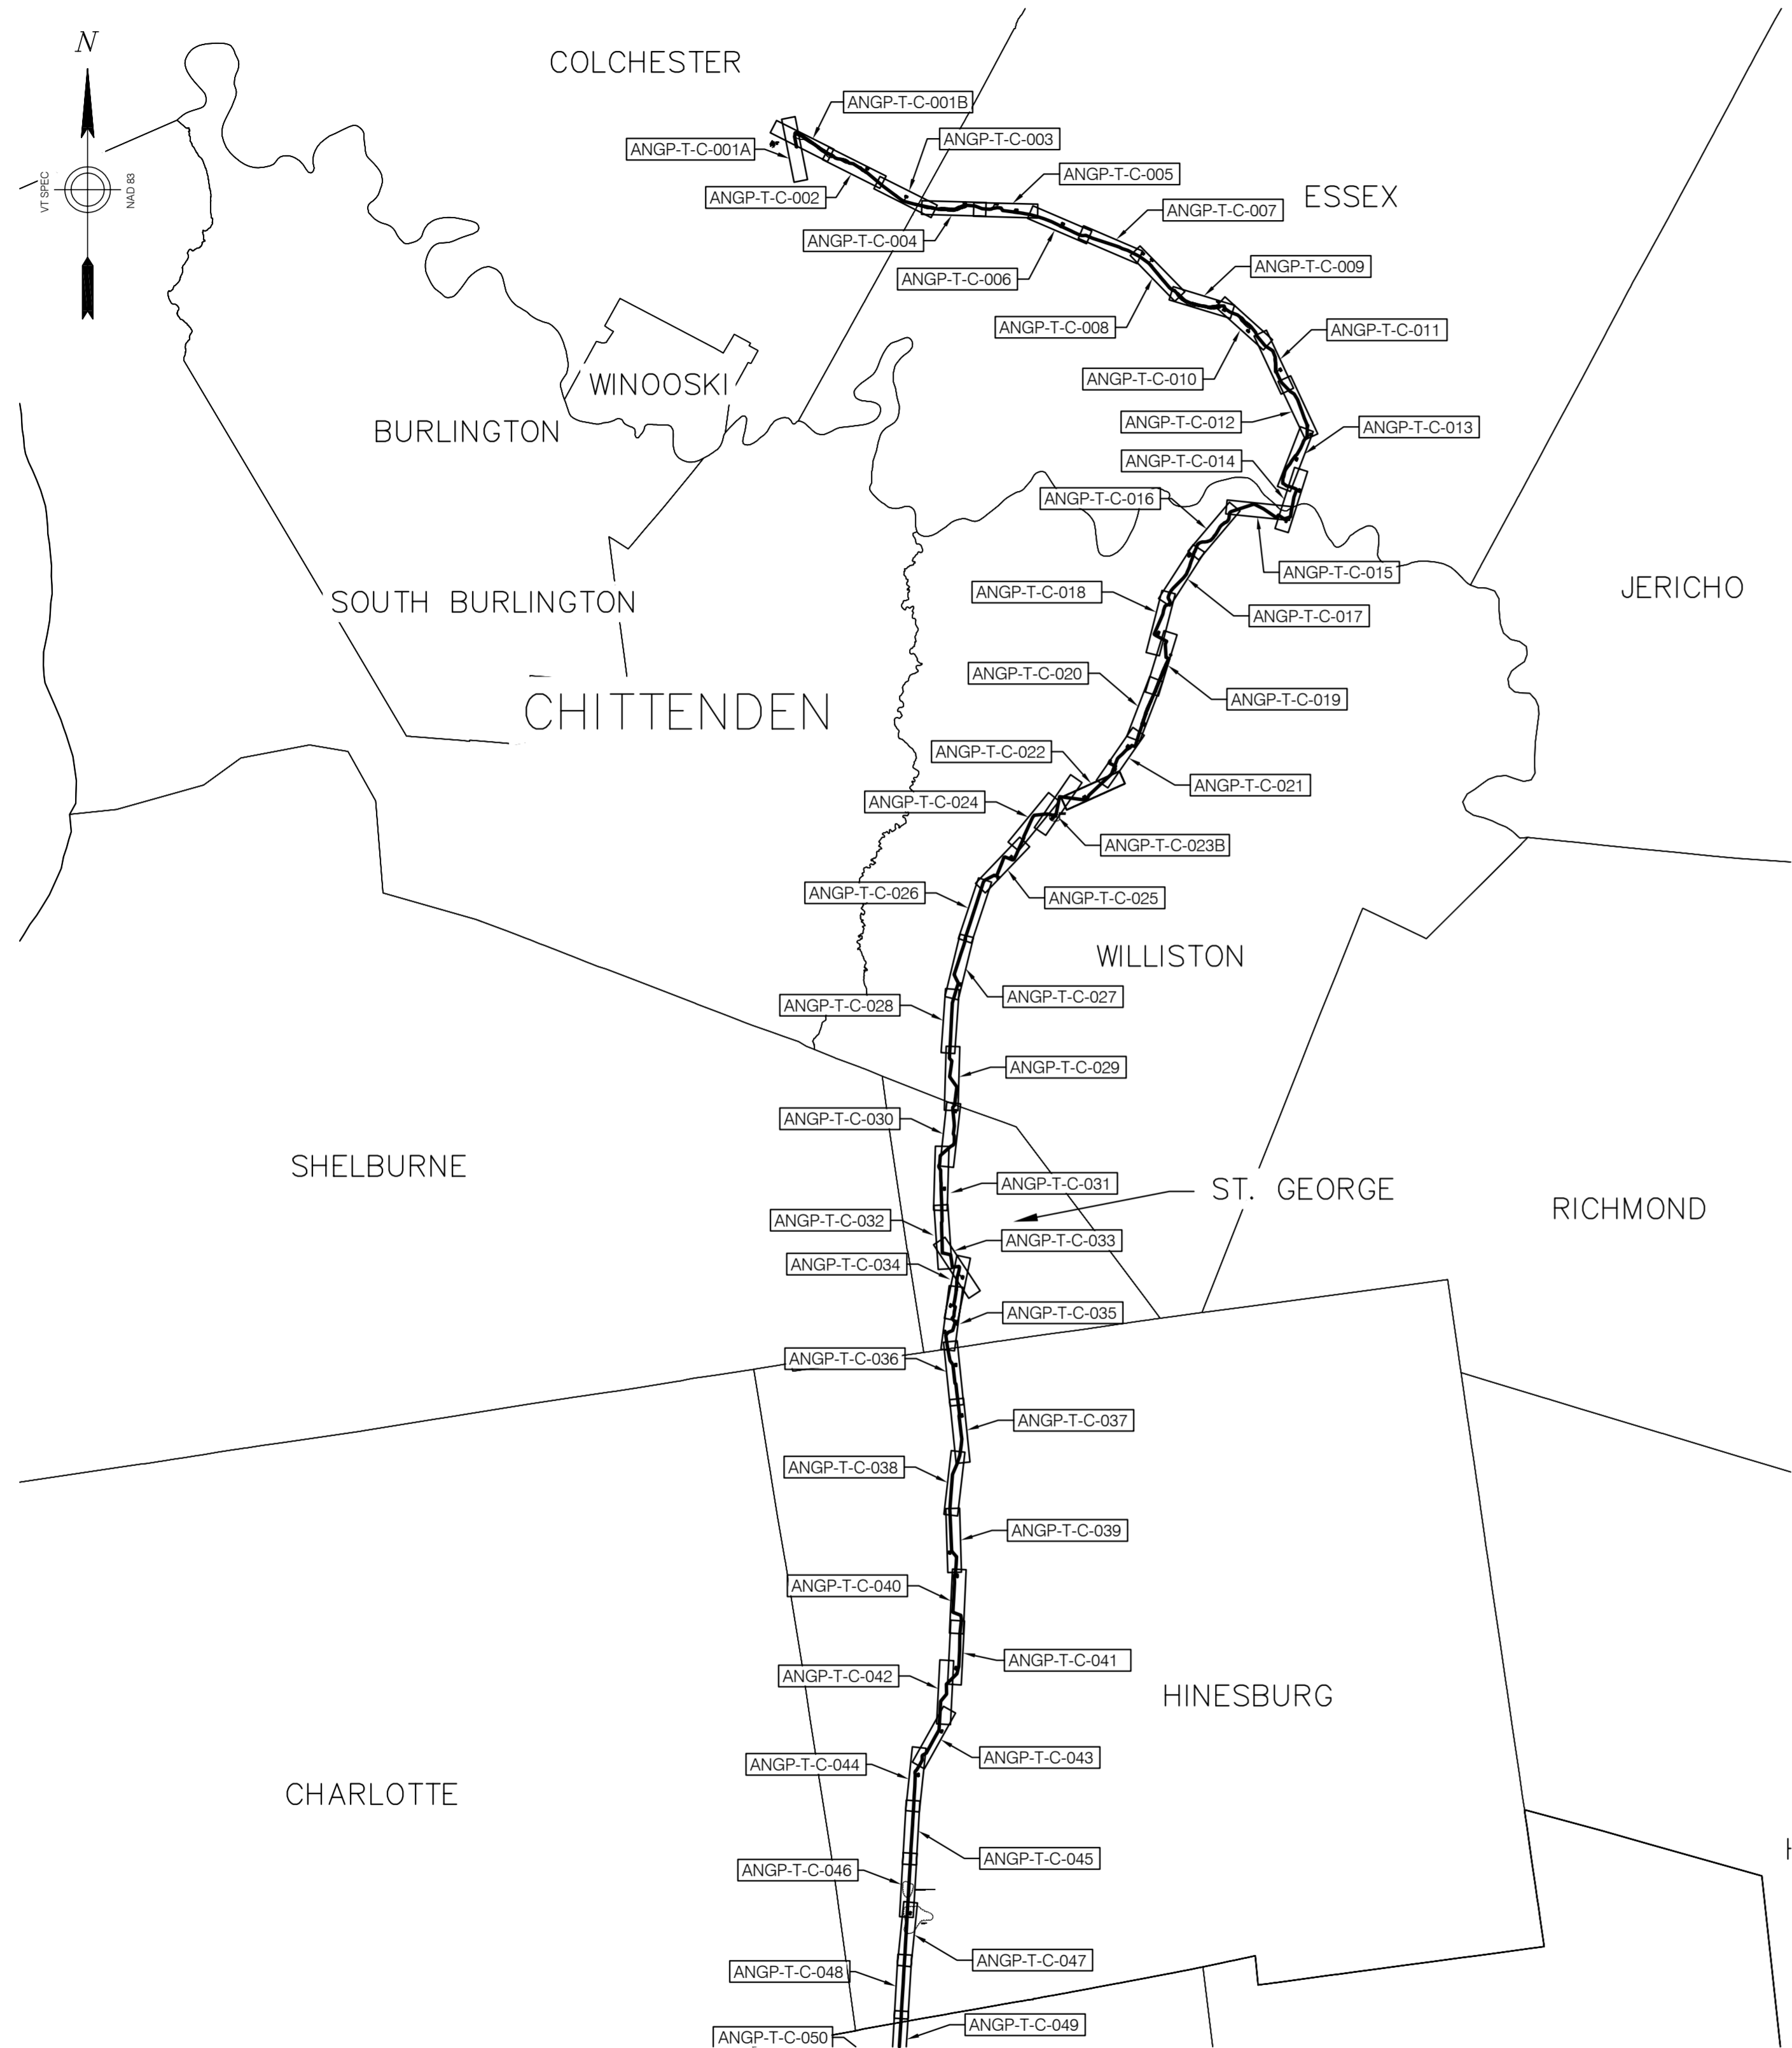 N
COLCHESTER
ANGP-T-C-001B
ANGP-T-C-003
ANGP-T-C-001A
ANGP-T-C-005
VT SPEC
NAD 83
ANGP-T-C-002
ESSEX
ANGP-T-C-007
ANGP-T-C-004
ANGP-T-C-009
ANGP-T-C-006
ANGP-T-C-008
ANGP-T-C-011
ANGP-T-C-010
WINOOSKI
ANGP-T-C-012
ANGP-T-C-013
BURLINGTON
ANGP-T-C-014
ANGP-T-C-016
ANGP-T-C-015
JERICHO
ANGP-T-C-018
SOUTH BURLINGTON
ANGP-T-C-017
ANGP-T-C-020
ANGP-T-C-019
CHITTENDEN
ANGP-T-C-022
ANGP-T-C-021
ANGP-T-C-024
ANGP-T-C-023B
ANGP-T-C-026
ANGP-T-C-025
WILLISTON
ANGP-T-C-027
ANGP-T-C-028
ANGP-T-C-029
ANGP-T-C-030
SHELBURNE
ANGP-T-C-031
ST. GEORGE
RICHMOND
ANGP-T-C-032
ANGP-T-C-033
ANGP-T-C-034
ANGP-T-C-035
ANGP-T-C-036
ANGP-T-C-037
ANGP-T-C-038
ANGP-T-C-039
ANGP-T-C-040
ANGP-T-C-041
ANGP-T-C-042
HINESBURG
ANGP-T-C-043
ANGP-T-C-044
CHARLOTTE
ANGP-T-C-045
ANGP-T-C-046
ANGP-T-C-047
ANGP-T-C-048
ANGP-T-C-049
ANGP-T-C-050